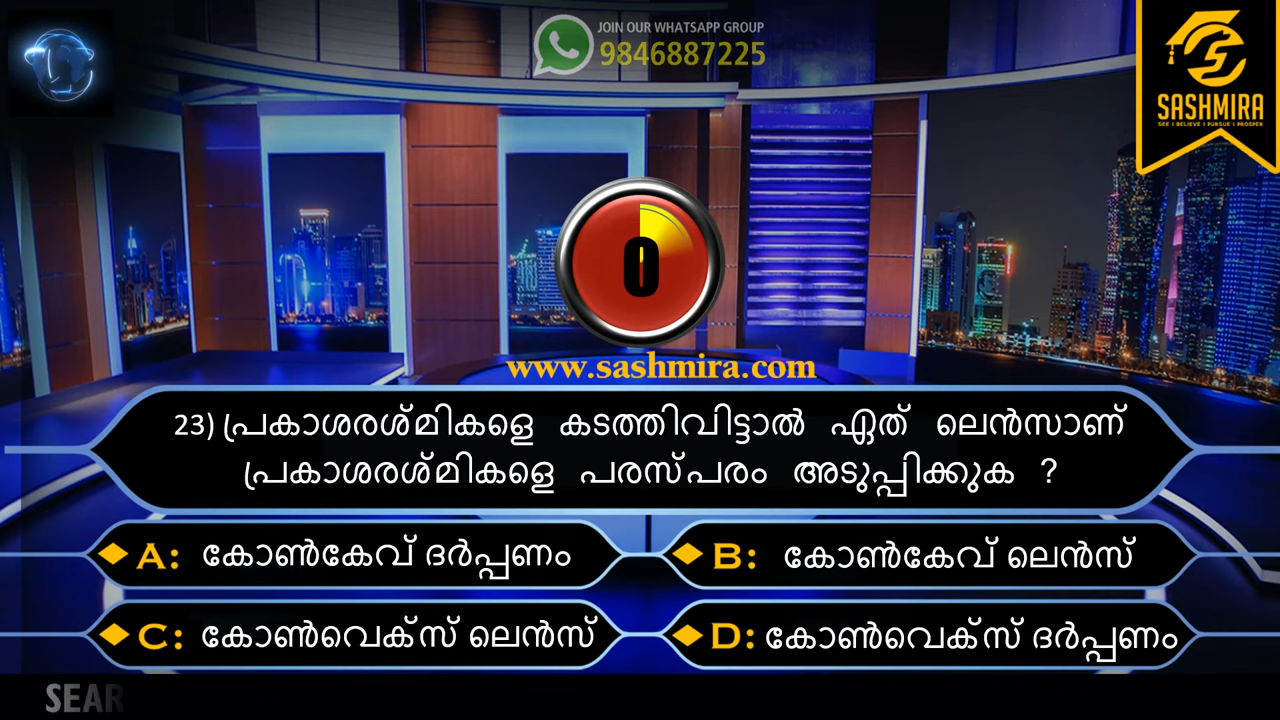 JOIN OUR WHATSAPP GROUP
9846887225
SASHMIRA
SEE I BELIEVE I PURSUE I PROSPER
0
www.sashmira.com
23) പ്രകാശരശ്മികളെ കടത്തിവിട്ടാൽ ഏത് ലെൻസാണ്
പ്രകാശരശ്മികളെ പരസ്പരം അടുപ്പിക്കുക ?
A: കോൺകേവ് ദർപ്പണം
B: കോൺകേവ് ലെൻസ്
C: കോൺവെക്സ് ലെൻസ്
D: കോൺവെക്സ് ദർപ്പണം
SEAR